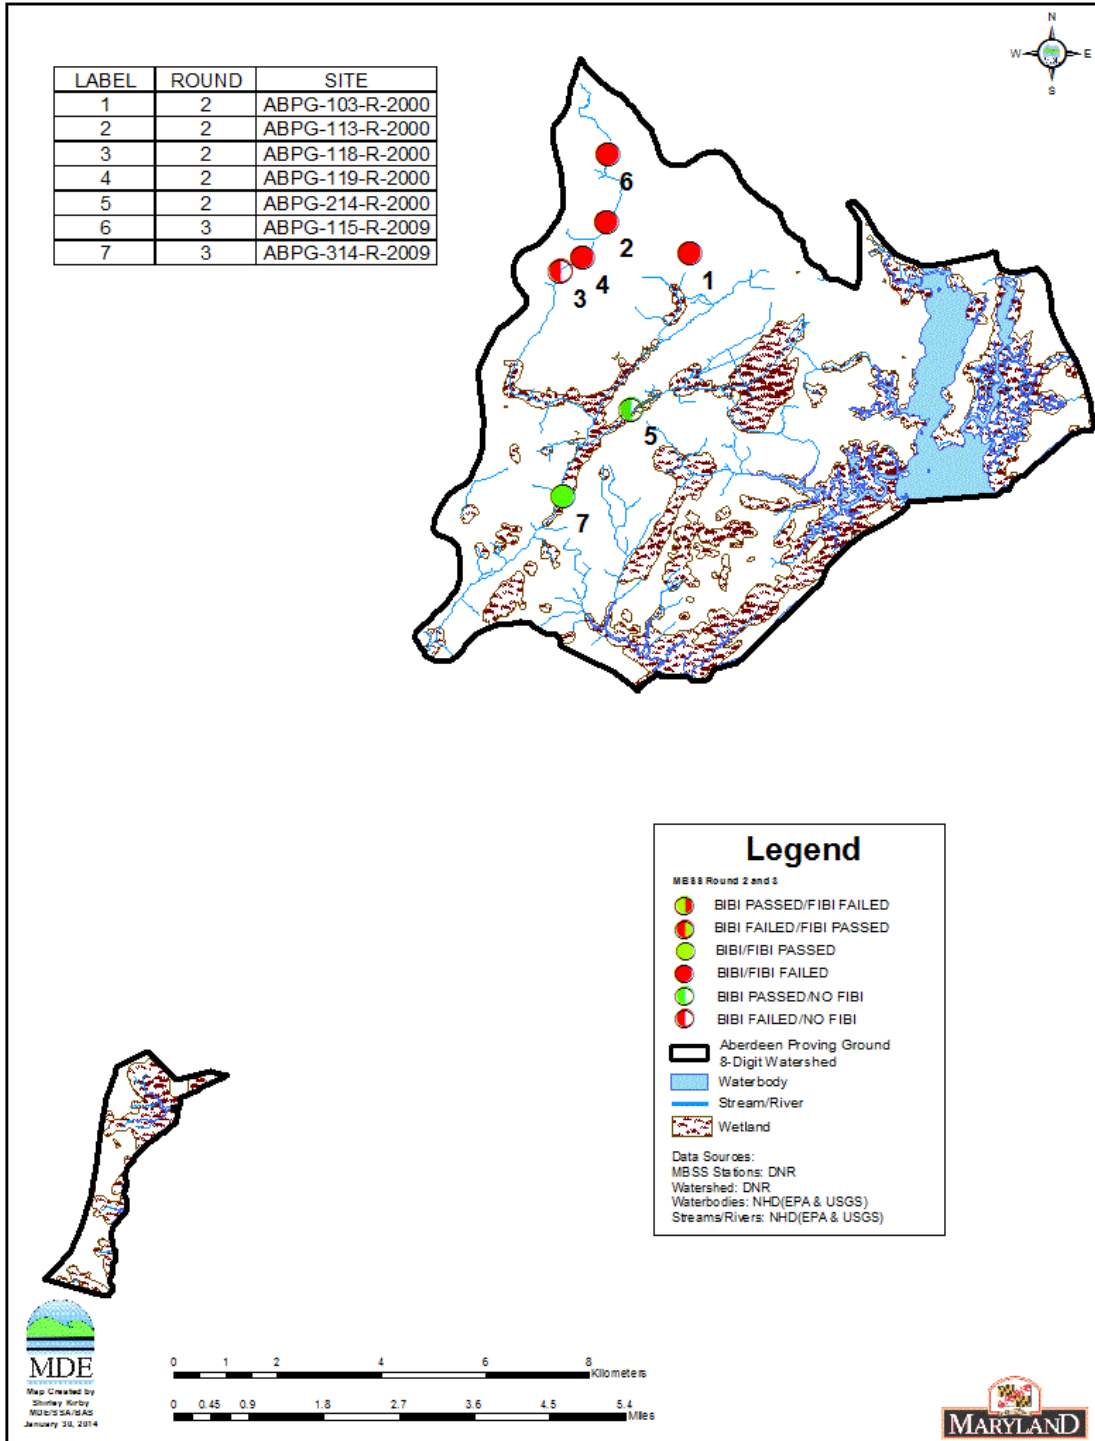 N
W E
S
LABEL ROUND SITE
1 2 ABPG-103-R-2000
2 2 ABPG-113-R-2000
3 2 ABPG-118-R-2000
4 2 ABPG-119-R-2000
5 2 ABPG-214-R-2000
6 3 ABPG-115-R-2009
7 3 ABPG-314-R-2009
6
2
1
4
3
5
7
Legend
MBSS Round 2 and 3
BIBI PASSED/FIBI FAILED
BIBI FAILED/FIBI PASSED
BIBI/FIBI PASSED
BIBI/FIBI FAILED
BIBI PASSED/NO FIBI
BIBI FAILED/NO FIBI
Aberdeen Proving Ground
8-Digit Watershed
Waterbody
Stream/River
Wetland
Data Sources:
MBSS Stations: DNR
Watershed: DNR
Waterbodies: NHD(EPA & USGS)
Streams/Rivers: NHD(EPA & USGS)
MDE
Map Created by
Shirley Kirby
MDE/SSA/BAS
January 30, 2014
0 1 2 4 6 8
Kilometers
0 0.45 0.9 1.8 2.7 3.6 4.5 5.4
Miles
MARYLAND